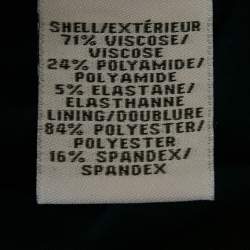 SHELL/EXTÉRIEUR
71% VISCOSE/
VISCOSE
24% POLYAMIDE/
POLYAMIDE
5% ELASTANE/
ELASTHANNE
LINING/DOUBLURE
84% POLYESTER/
POLYESTER
16% SPANDEX/
SPANDEX